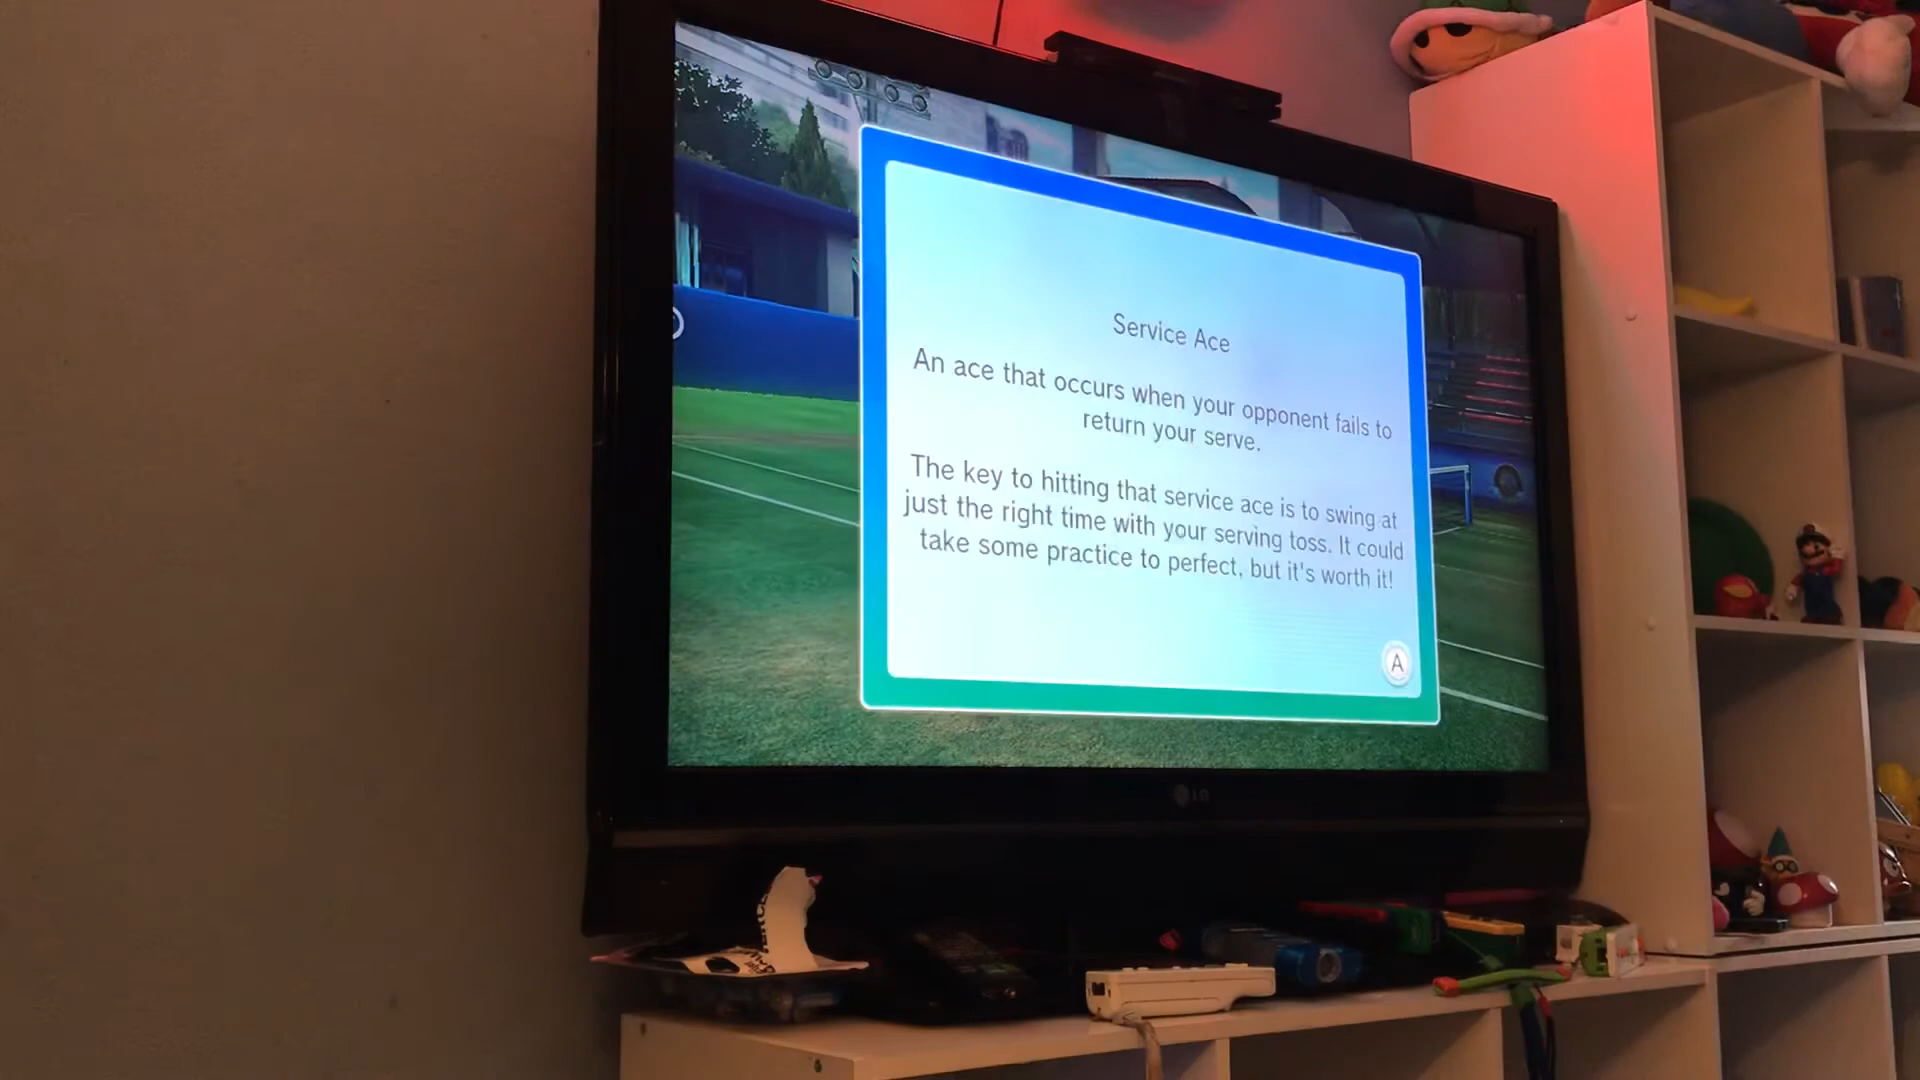 Service Ace
An ace that occurs when your opponent fails to
return your serve.
The key to hitting that service ace is to swing at
just the right time with your serving toss. It could
take some practice to perfect, but it's worth it!
A
LG